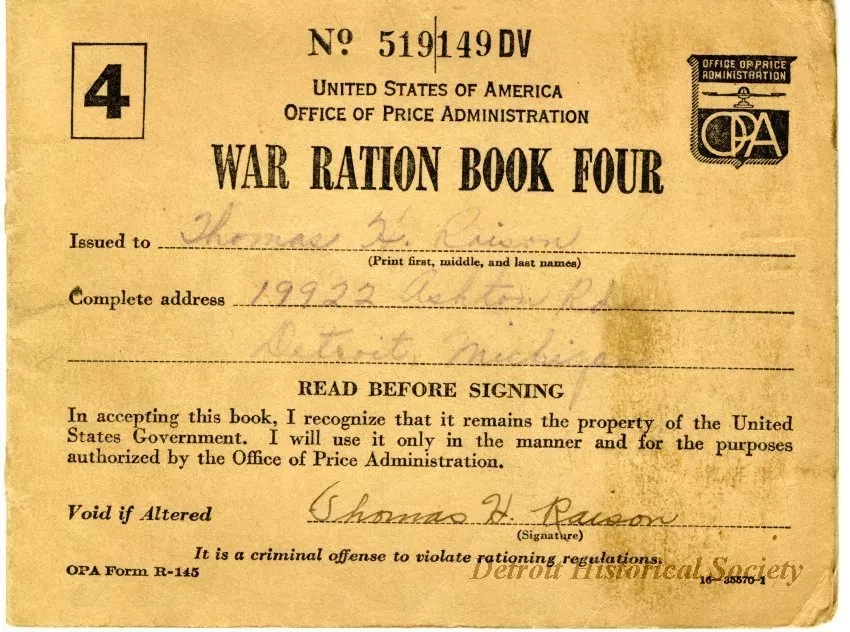 4
Nº 519149 DV
UNITED STATES OF AMERICA
OFFICE OF PRICE ADMINISTRATION
OFFICE OF PRICE
ADMINISTRATION
OPA
WAR RATION BOOK FOUR
Issued to Thomas H. Raison
(Print first, middle, and last names)
Complete address 19922 Ashton Rd
Detroit, Michigan
READ BEFORE SIGNING
In accepting this book, I recognize that it remains the property of the United
States Government. I will use it only in the manner and for the purposes
authorized by the Office of Price Administration.
Void if Altered Thomas H. Raison
(Signature)
It is a criminal offense to violate rationing regulations.
OPA Form R-145
Detroit Historical Society
16-35570-1